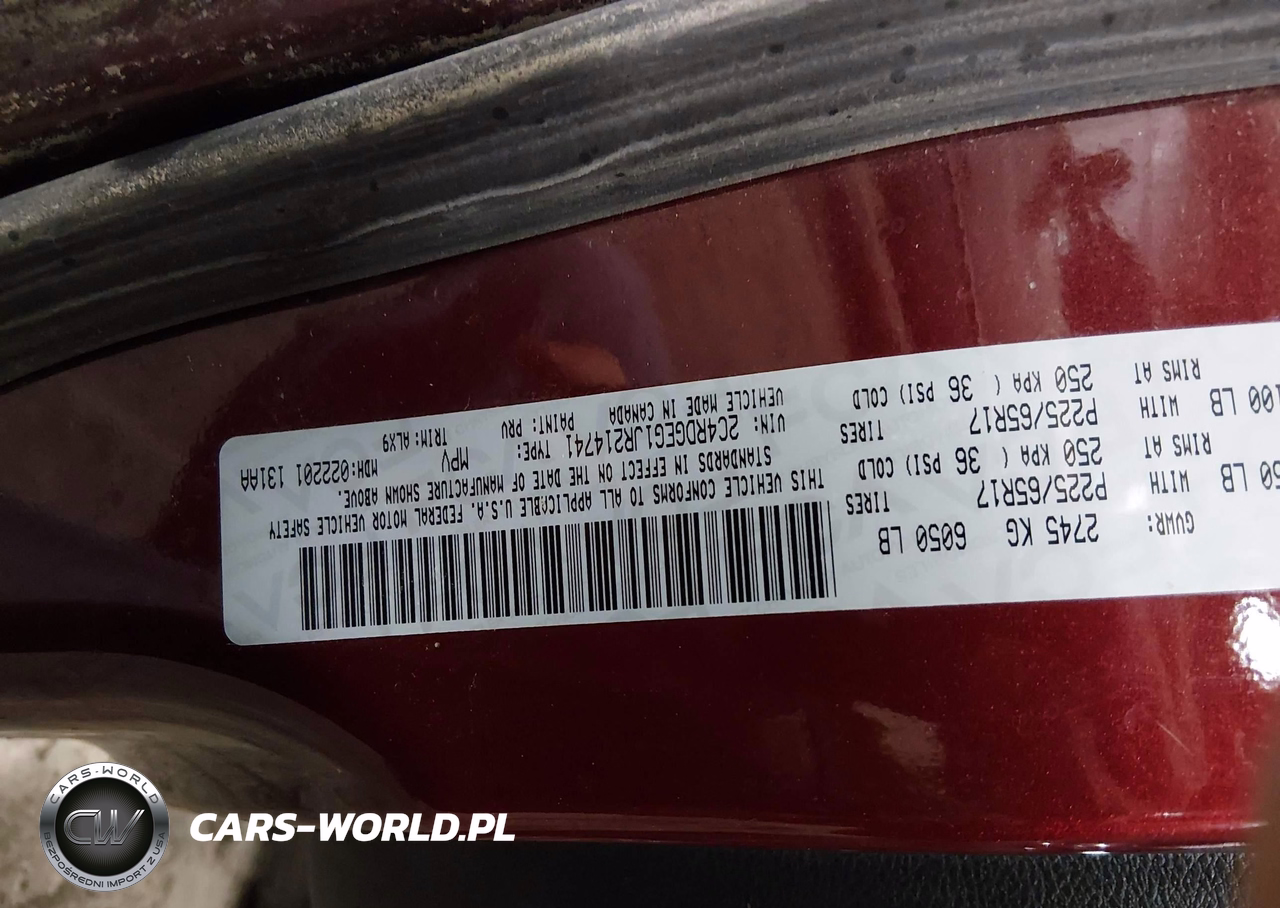 GVWR: 2745 KG 6050 LB
50 LB WITH P225/65R17 TIRES
RIMS AT 250 KPA ( 36 PSI) COLD
100 LB WITH P225/65R17 TIRES
RIMS AT 250 KPA ( 36 PSI) COLD
THIS VEHICLE CONFORMS TO ALL APPLICABLE U.S.A. FEDERAL MOTOR VEHICLE SAFETY
STANDARDS IN EFFECT ON THE DATE OF MANUFACTURE SHOWN ABOVE.
VIN: 2C4RDGEG1JR214741 TYPE: MPV MDH:022201 131AA
VEHICLE MADE IN CANADA PAINT: PRV TRIM:ALX9
CARS-WORLD
CW
BEZPOŚREDNI IMPORT Z USA
CARS-WORLD.PL